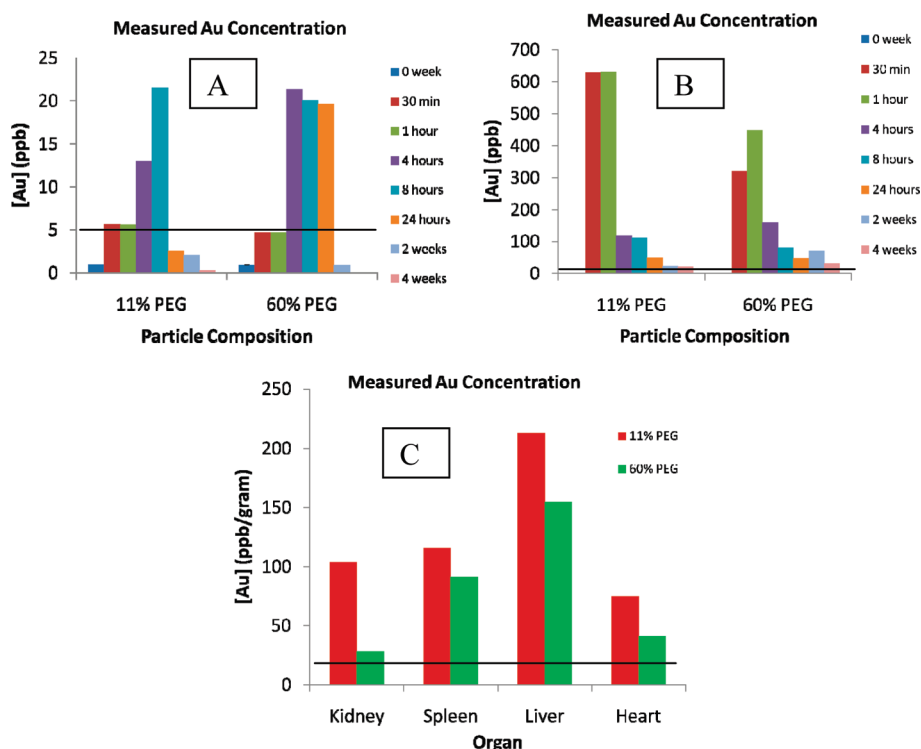 Measured Au Concentration
A
[Au] (ppb)
25
20
15
10
5
0
11% PEG
60% PEG
Particle Composition
0 week
30 min
1 hour
4 hours
8 hours
24 hours
2 weeks
4 weeks
Measured Au Concentration
B
[Au] (ppb)
700
600
500
400
300
200
100
0
11% PEG
60% PEG
Particle Composition
0 week
30 min
1 hour
4 hours
8 hours
24 hours
2 weeks
4 weeks
Measured Au Concentration
C
[Au] (ppb/gram)
250
200
150
100
50
0
Kidney
Spleen
Liver
Heart
Organ
11% PEG
60% PEG